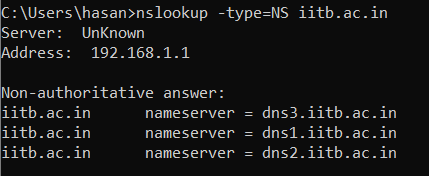 C:\Users\hasan>nslookup -type=NS iitb.ac.in
Server:  UnKnown
Address:  192.168.1.1

Non-authoritative answer:
iitb.ac.in      nameserver = dns3.iitb.ac.in
iitb.ac.in      nameserver = dns1.iitb.ac.in
iitb.ac.in      nameserver = dns2.iitb.ac.in